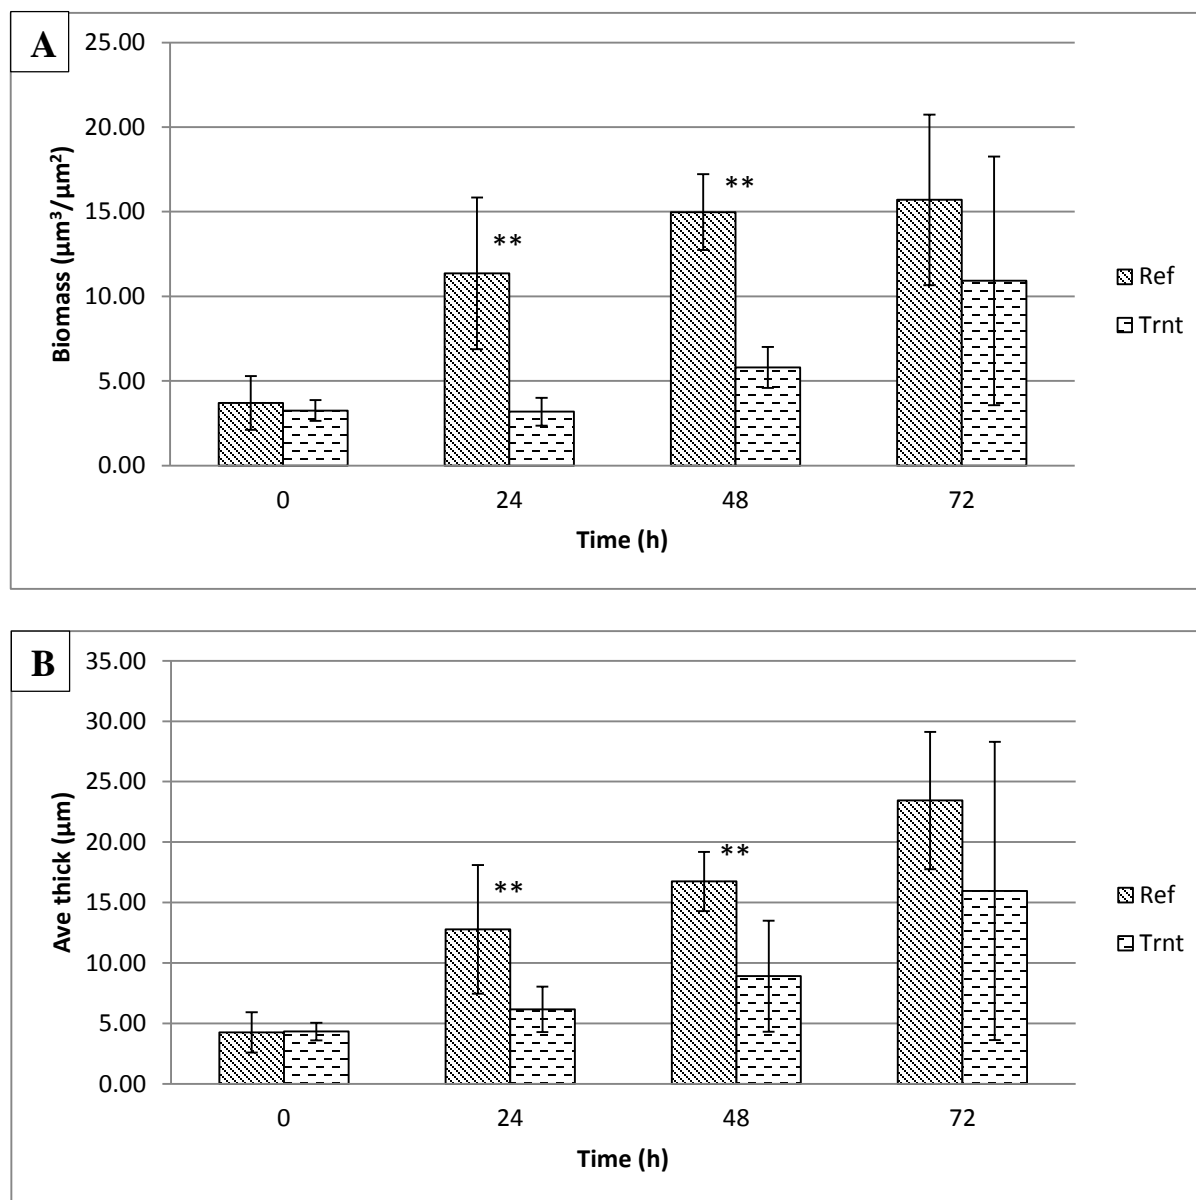 A
25.00
20.00
15.00
10.00
5.00
0.00
Biomass (μm³/μm²)
**
**
0 24 48 72
Time (h)
Ref
Trnt
B
35.00
30.00
25.00
20.00
15.00
10.00
5.00
0.00
Ave thick (μm)
**
**
0 24 48 72
Time (h)
Ref
Trnt